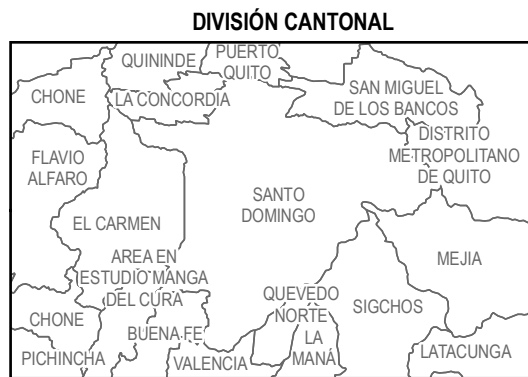 DIVISIÓN CANTONAL
QUININDE
PUERTO
QUITO
CHONE
LA CONCORDIA
SAN MIGUEL
DE LOS BANCOS
DISTRITO
METROPOLITANO
DE QUITO
FLAVIO
ALFARO
SANTO
DOMINGO
EL CARMEN
MEJIA
AREA EN
ESTUDIO MANGA
DEL CURA
QUEVEDO
NORTE
SIGCHOS
CHONE
BUENA FE
LA
MANÁ
PICHINCHA
VALENCIA
LATACUNGA